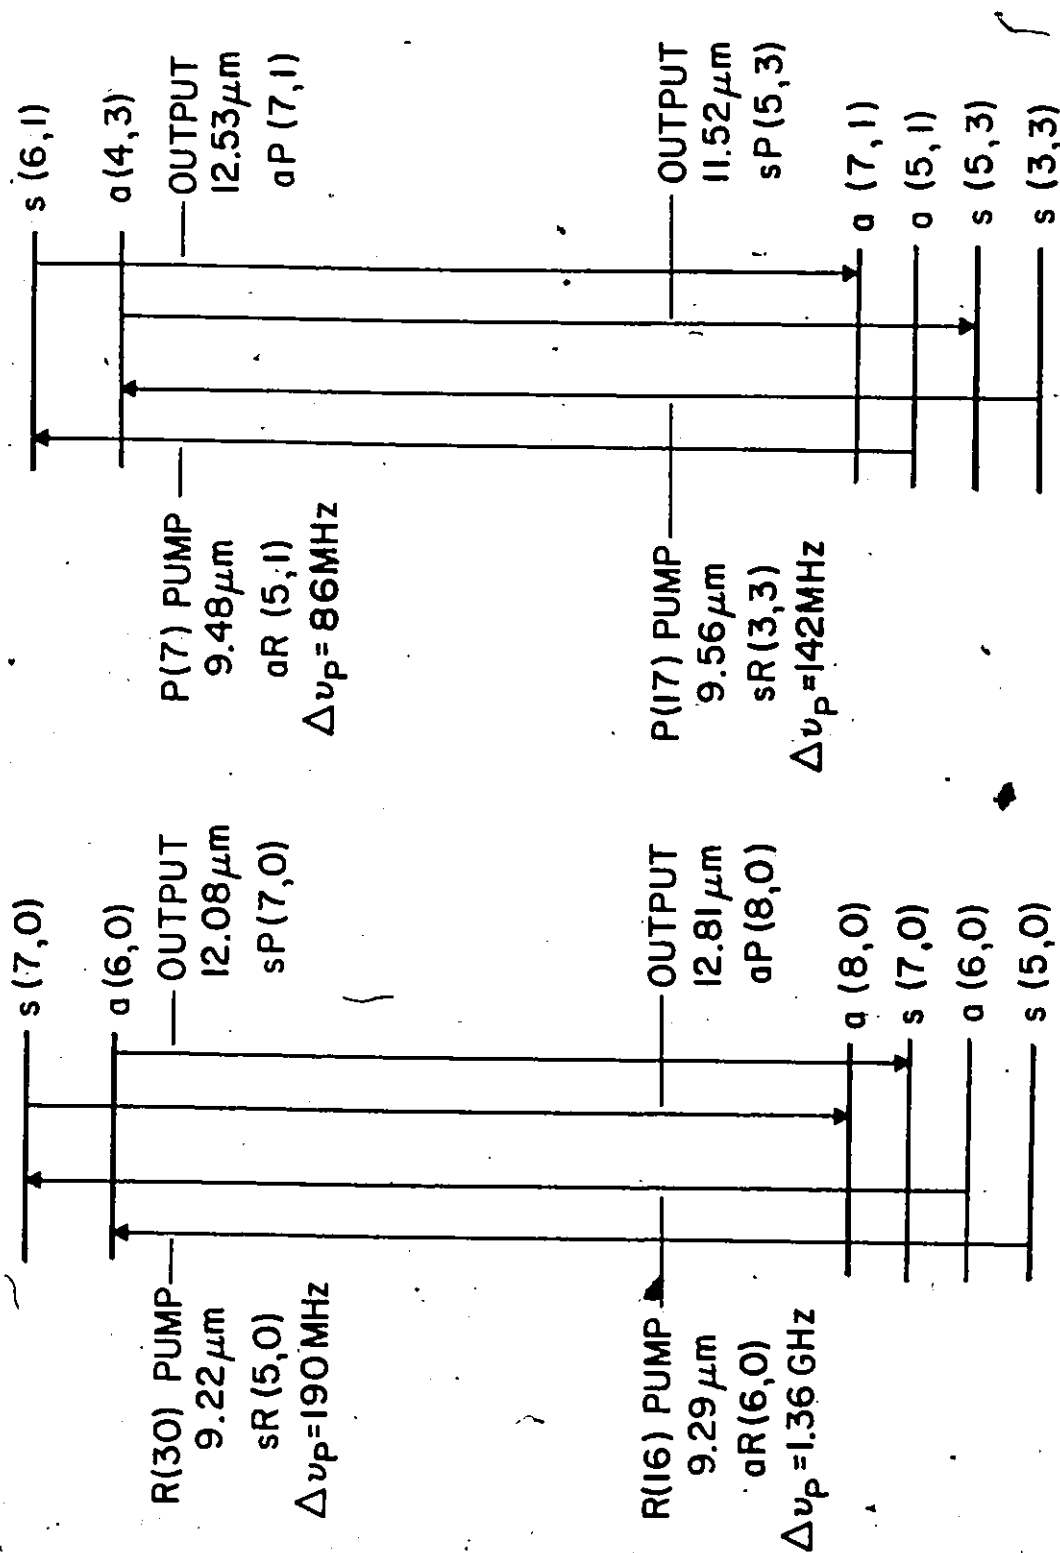 s (7,0)
a (6,0)
R(30) PUMP
9.22μm
sR (5,0)
Δνp=190MHz
OUTPUT
12.08μm
sP(7,0)
R(16) PUMP
9.29μm
aR(6,0)
Δνp=1.36 GHz
OUTPUT
12.81μm
aP(8,0)
a (8,0)
s (7,0)
a (6,0)
s (5,0)
s (6,1)
a (4,3)
P(7) PUMP
9.48μm
aR (5,1)
Δνp= 86MHz
OUTPUT
12.53μm
aP (7,1)
P(17) PUMP
9.56μm
sR(3,3)
Δνp=142MHz
OUTPUT
11.52μm
sP(5,3)
a (7,1)
a (5,1)
s (5,3)
s (3,3)